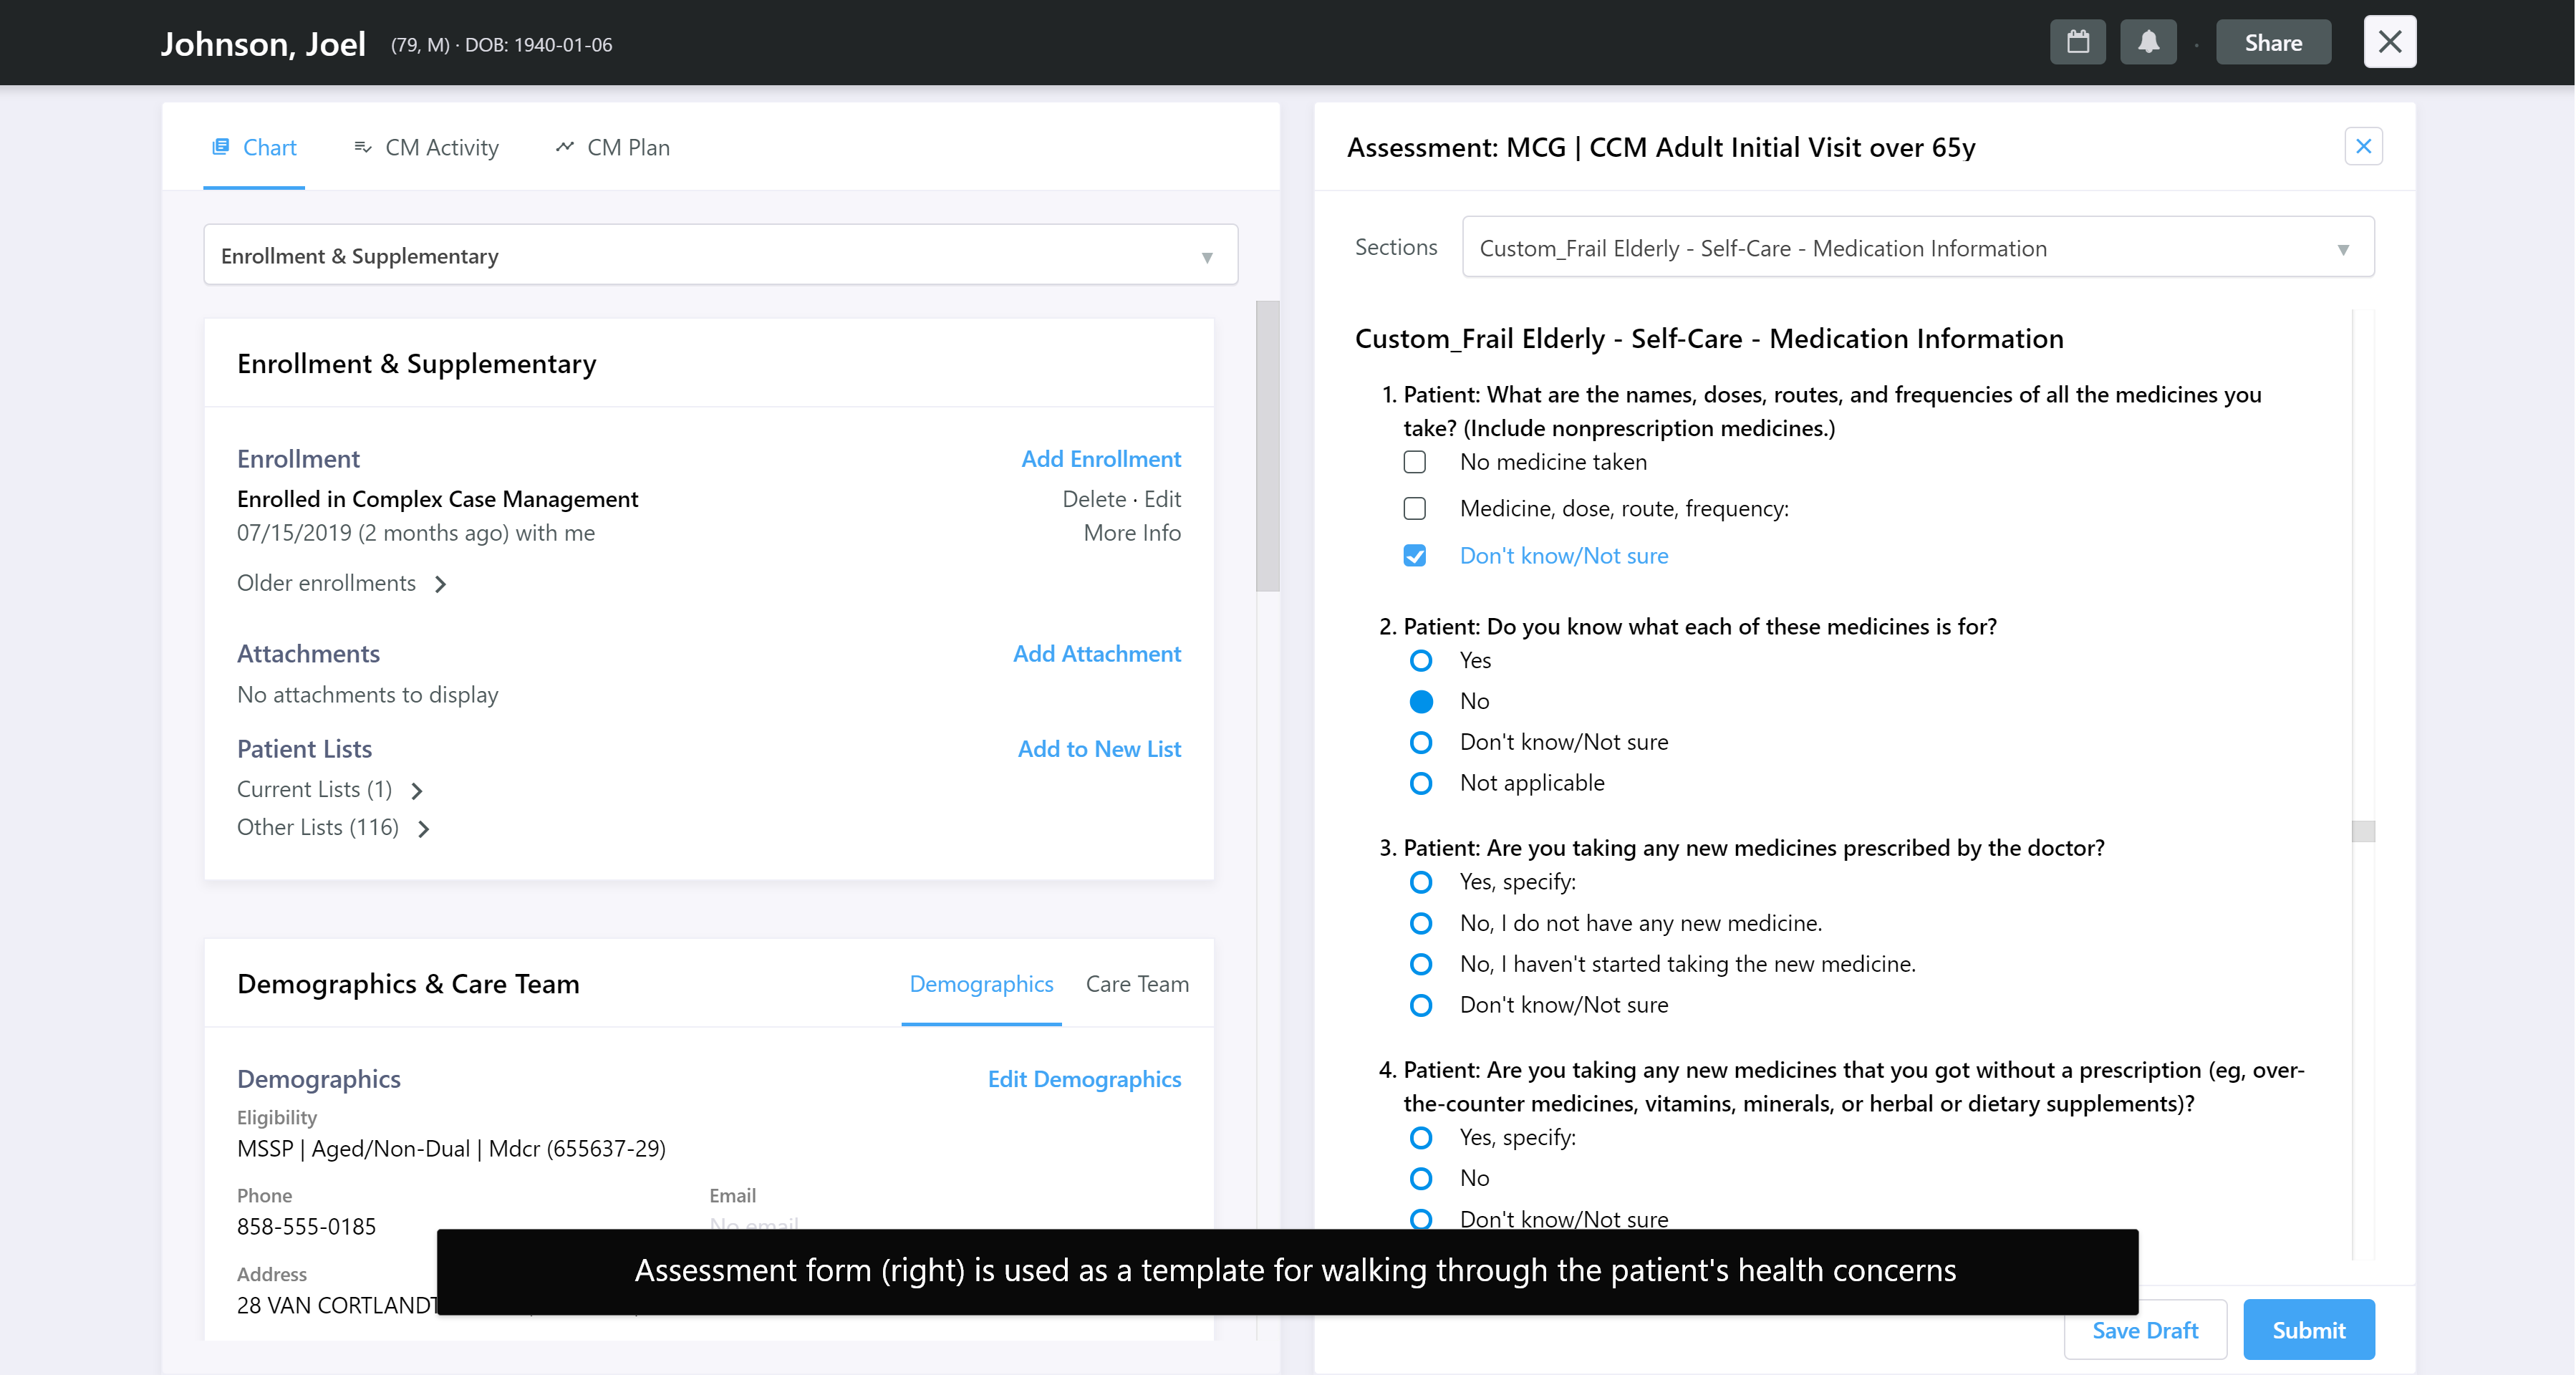 Johnson, Joel (79, M) · DOB: 1940-01-06
Share
Chart
CM Activity
CM Plan
Enrollment & Supplementary
Enrollment & Supplementary
Enrollment
Add Enrollment
Enrolled in Complex Case Management
Delete · Edit
07/15/2019 (2 months ago) with me
More Info
Older enrollments
Attachments
Add Attachment
No attachments to display
Patient Lists
Add to New List
Current Lists (1)
Other Lists (116)
Demographics & Care Team
Demographics
Care Team
Demographics
Edit Demographics
Eligibility
MSSP | Aged/Non-Dual | Mdcr (655637-29)
Phone
Email
858-555-0185
No email
Address
28 VAN CORTLANDT
Assessment: MCG | CCM Adult Initial Visit over 65y
Sections
Custom_Frail Elderly - Self-Care - Medication Information
Custom_Frail Elderly - Self-Care - Medication Information
1. Patient: What are the names, doses, routes, and frequencies of all the medicines you
take? (Include nonprescription medicines.)
No medicine taken
Medicine, dose, route, frequency:
Don't know/Not sure
2. Patient: Do you know what each of these medicines is for?
Yes
No
Don't know/Not sure
Not applicable
3. Patient: Are you taking any new medicines prescribed by the doctor?
Yes, specify:
No, I do not have any new medicine.
No, I haven't started taking the new medicine.
Don't know/Not sure
4. Patient: Are you taking any new medicines that you got without a prescription (eg, over-
the-counter medicines, vitamins, minerals, or herbal or dietary supplements)?
Yes, specify:
No
Don't know/Not sure
Assessment form (right) is used as a template for walking through the patient's health concerns
Save Draft
Submit